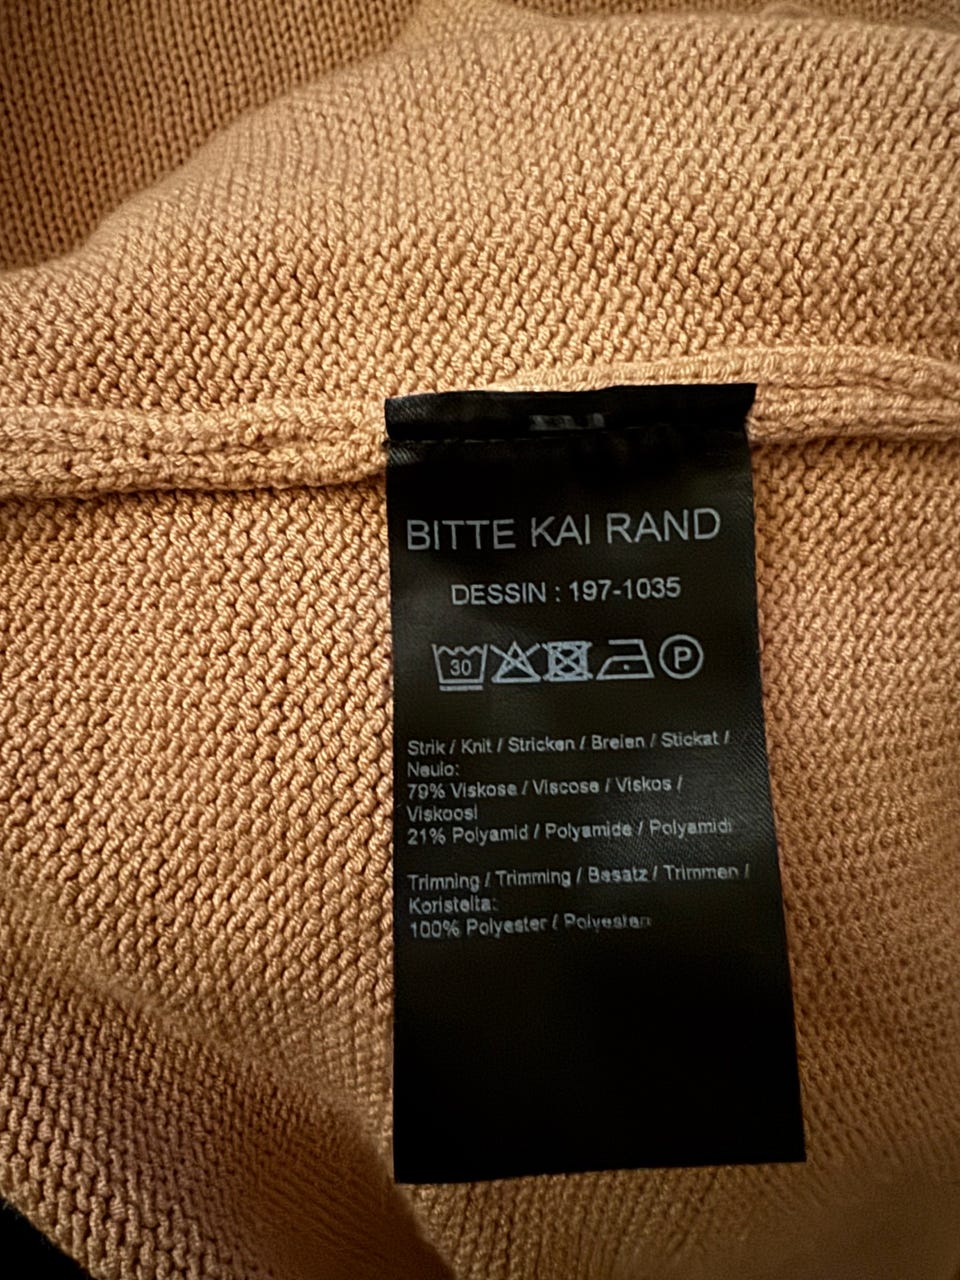 BITTE KAI RAND
DESSIN : 197-1035
30 P
Strik / Knit / Stricken / Breien / Stickat /
Neulo:
79% Viskose / Viscose / Viskos /
Viskoosi
21% Polyamid / Polyamide / Polyamidi
Trimning / Trimming / Besatz / Trimmen /
Koristelta:
100% Polyester / Polyesteri